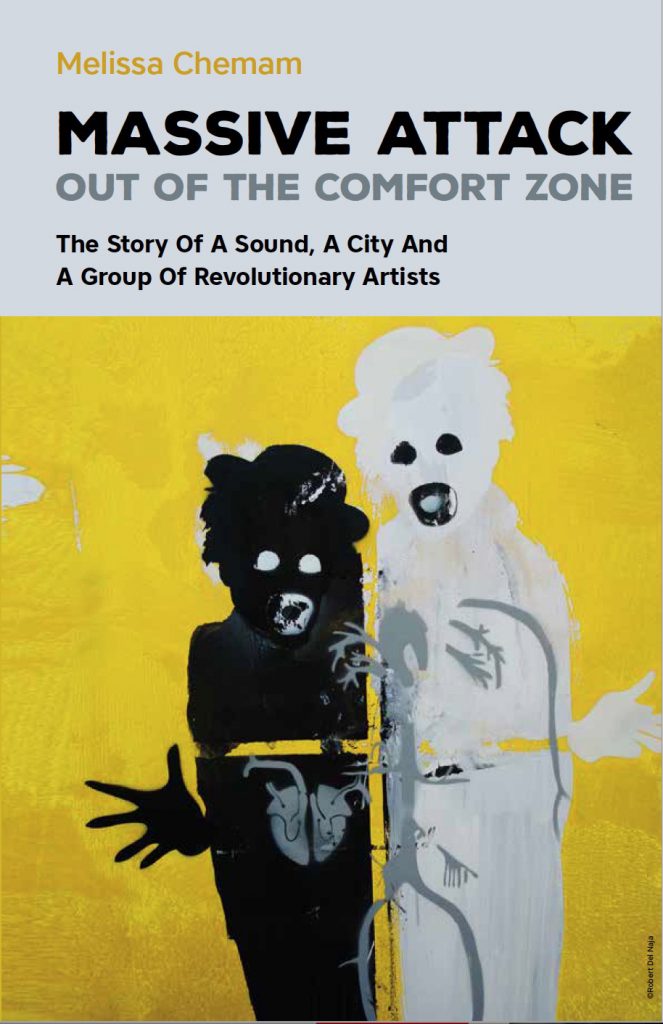 Melissa Chemam
MASSIVE ATTACK
OUT OF THE COMFORT ZONE
The Story Of A Sound, A City And
A Group Of Revolutionary Artists
©Robert Del Naja